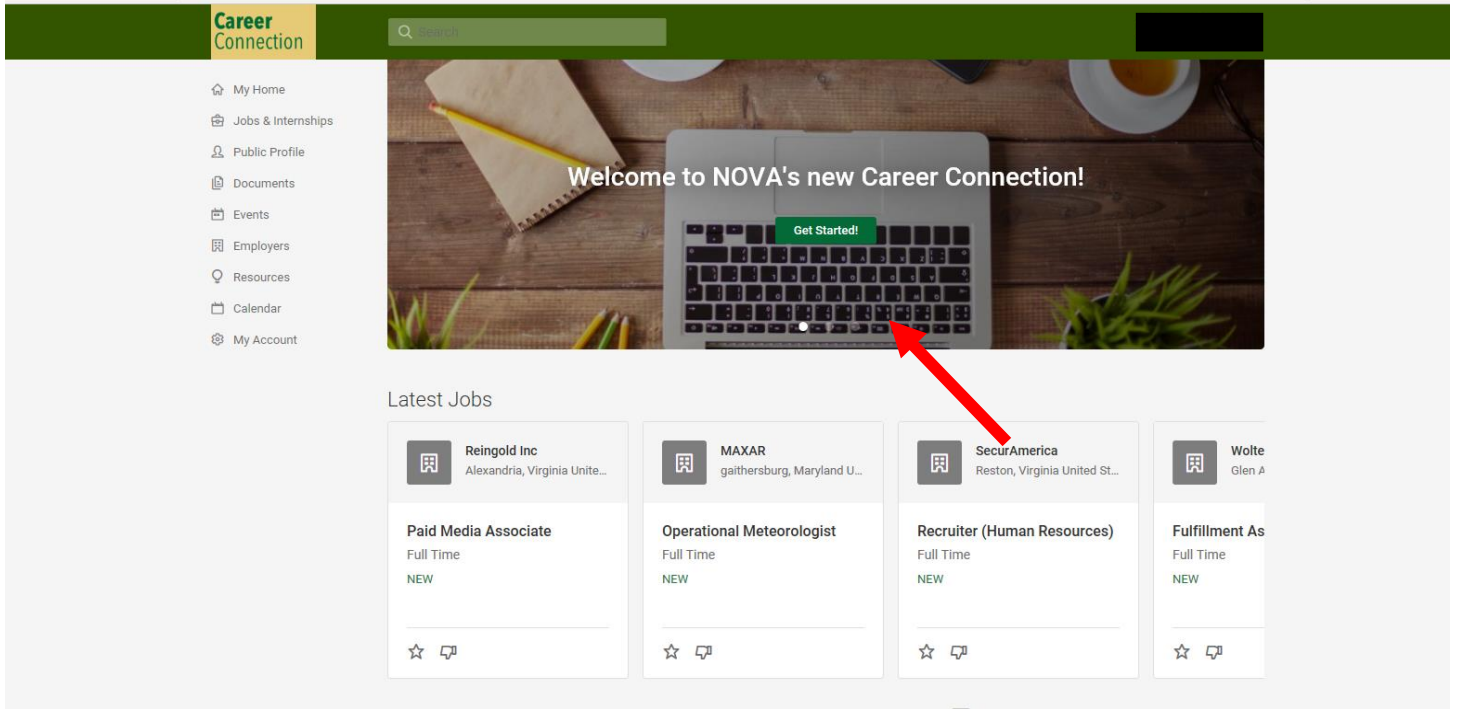 Career
Connection
Search
My Home
Jobs & Internships
Public Profile
Documents
Events
Employers
Resources
Calendar
My Account
Welcome to NOVA's new Career Connection!
Get Started!
Latest Jobs
Reingold Inc
Alexandria, Virginia Unite...
Paid Media Associate
Full Time
NEW
MAXAR
gaithersburg, Maryland U...
Operational Meteorologist
Full Time
NEW
SecurAmerica
Reston, Virginia United St...
Recruiter (Human Resources)
Full Time
NEW
Wolte
Glen A
Fulfillment As
Full Time
NEW